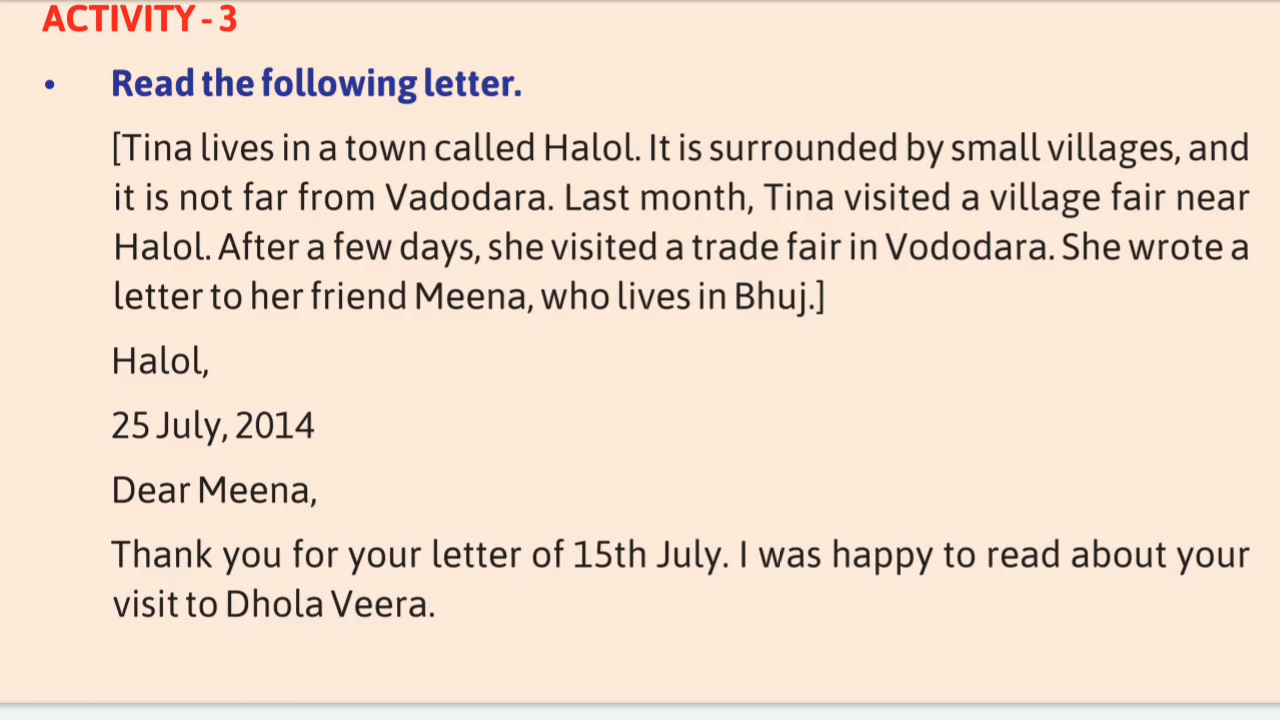 ACTIVITY - 3
• Read the following letter.
[Tina lives in a town called Halol. It is surrounded by small villages, and
it is not far from Vadodara. Last month, Tina visited a village fair near
Halol. After a few days, she visited a trade fair in Vododara. She wrote a
letter to her friend Meena, who lives in Bhuj.]
Halol,
25 July, 2014
Dear Meena,
Thank you for your letter of 15th July. I was happy to read about your
visit to Dhola Veera.